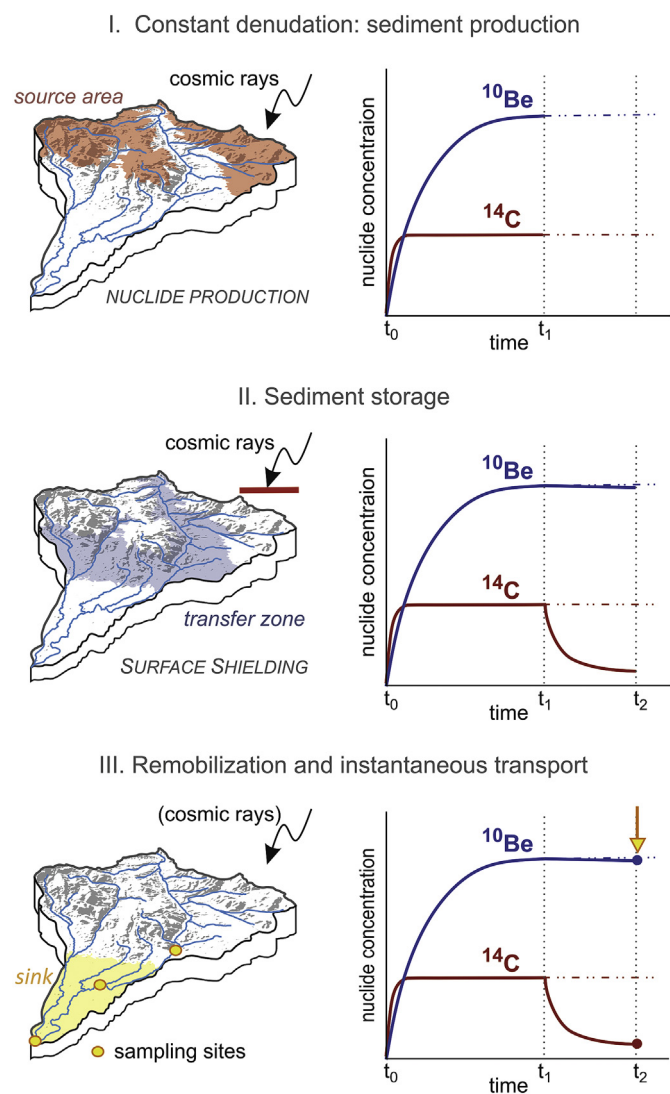 I. Constant denudation: sediment production
cosmic rays
source area
NUCLIDE PRODUCTION
nuclide concentraion
10Be
14C
t0
t1
time
II. Sediment storage
cosmic rays
transfer zone
SURFACE SHIELDING
nuclide concentraion
10Be
14C
t0
t1
t2
time
III. Remobilization and instantaneous transport
(cosmic rays)
sink
sampling sites
nuclide concentration
10Be
14C
t0
t1
t2
time